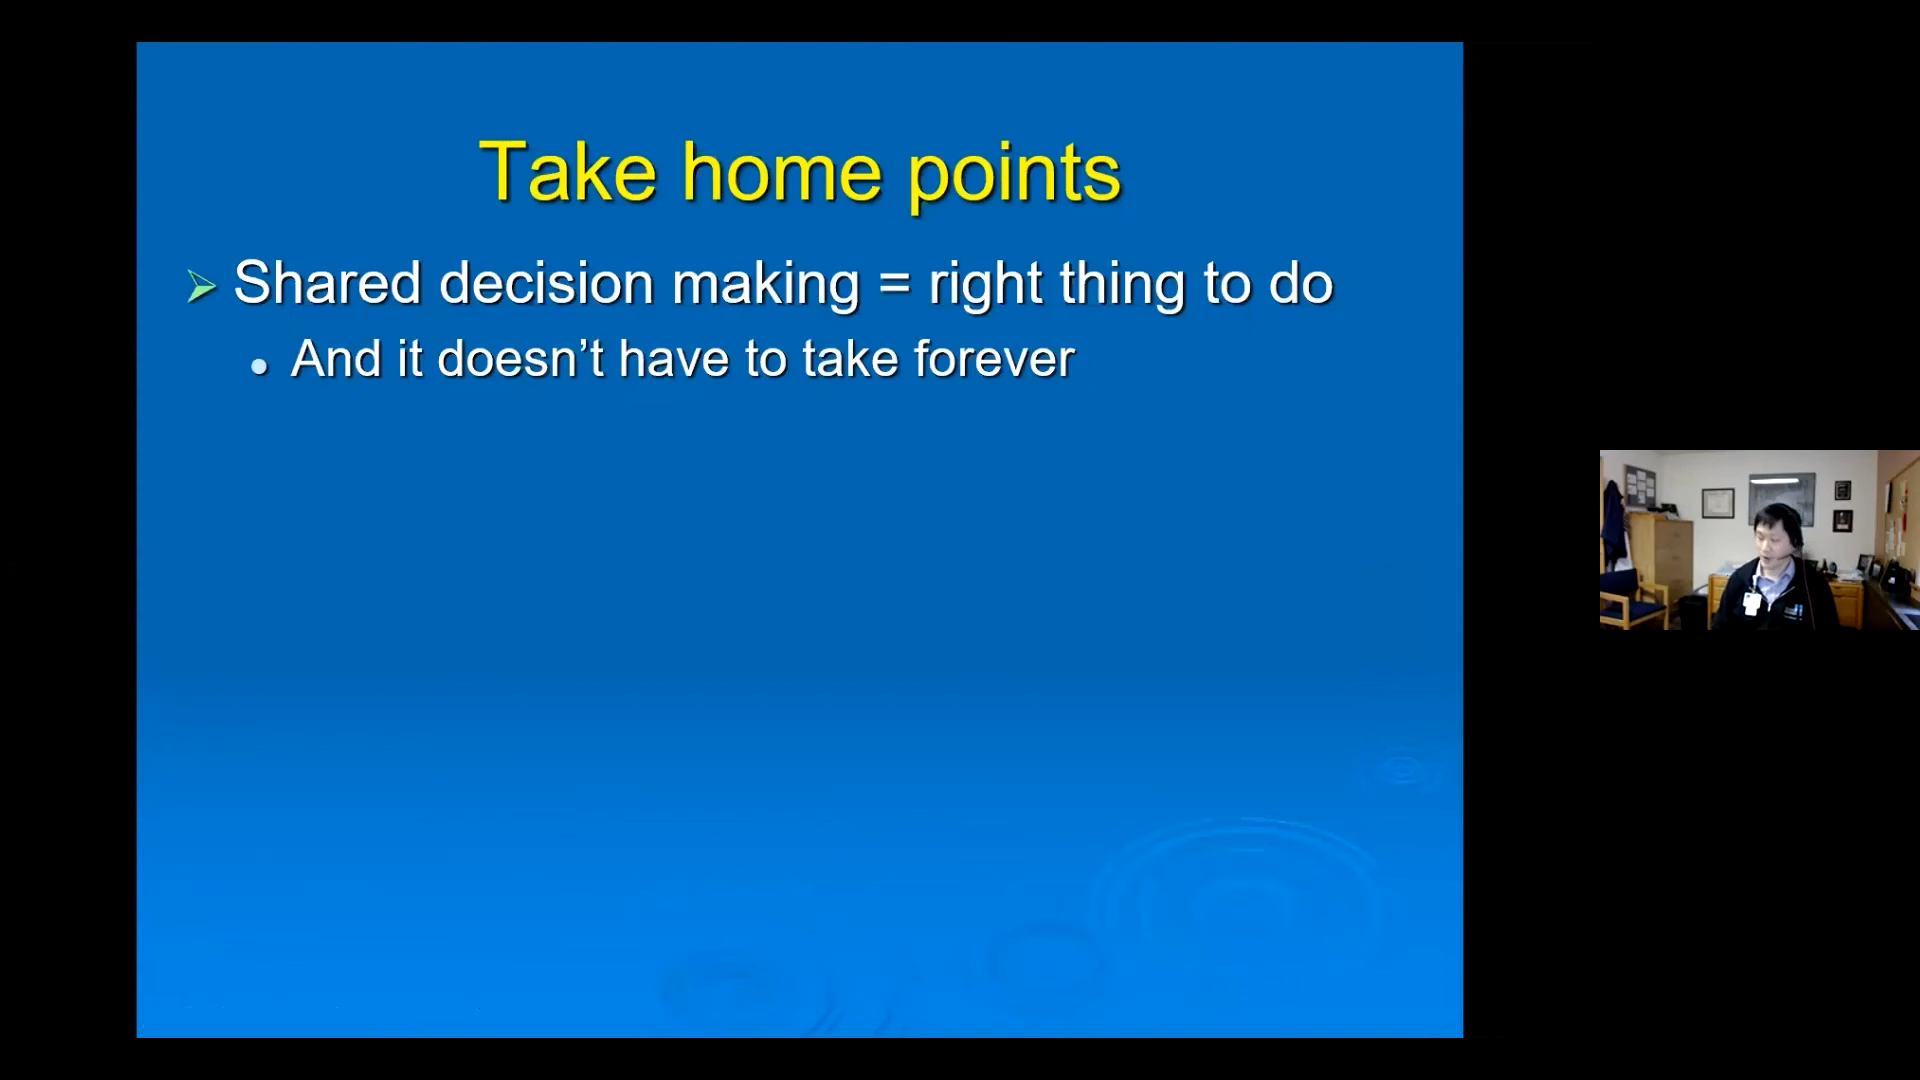 Take home points
Shared decision making = right thing to do
And it doesn’t have to take forever